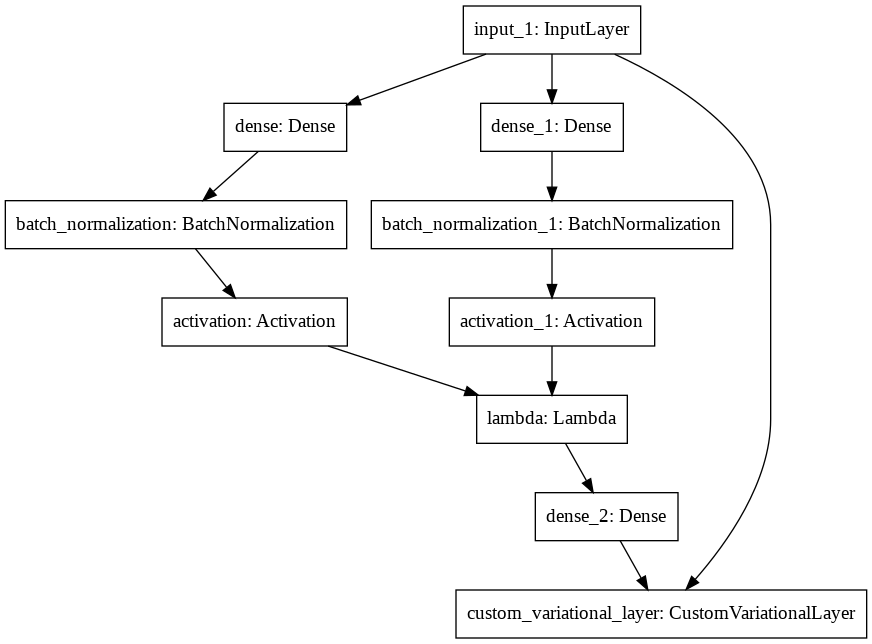 input_1: InputLayer
dense: Dense
dense_1: Dense
batch_normalization: BatchNormalization
batch_normalization_1: BatchNormalization
activation: Activation
activation_1: Activation
lambda: Lambda
dense_2: Dense
custom_variational_layer: CustomVariationalLayer